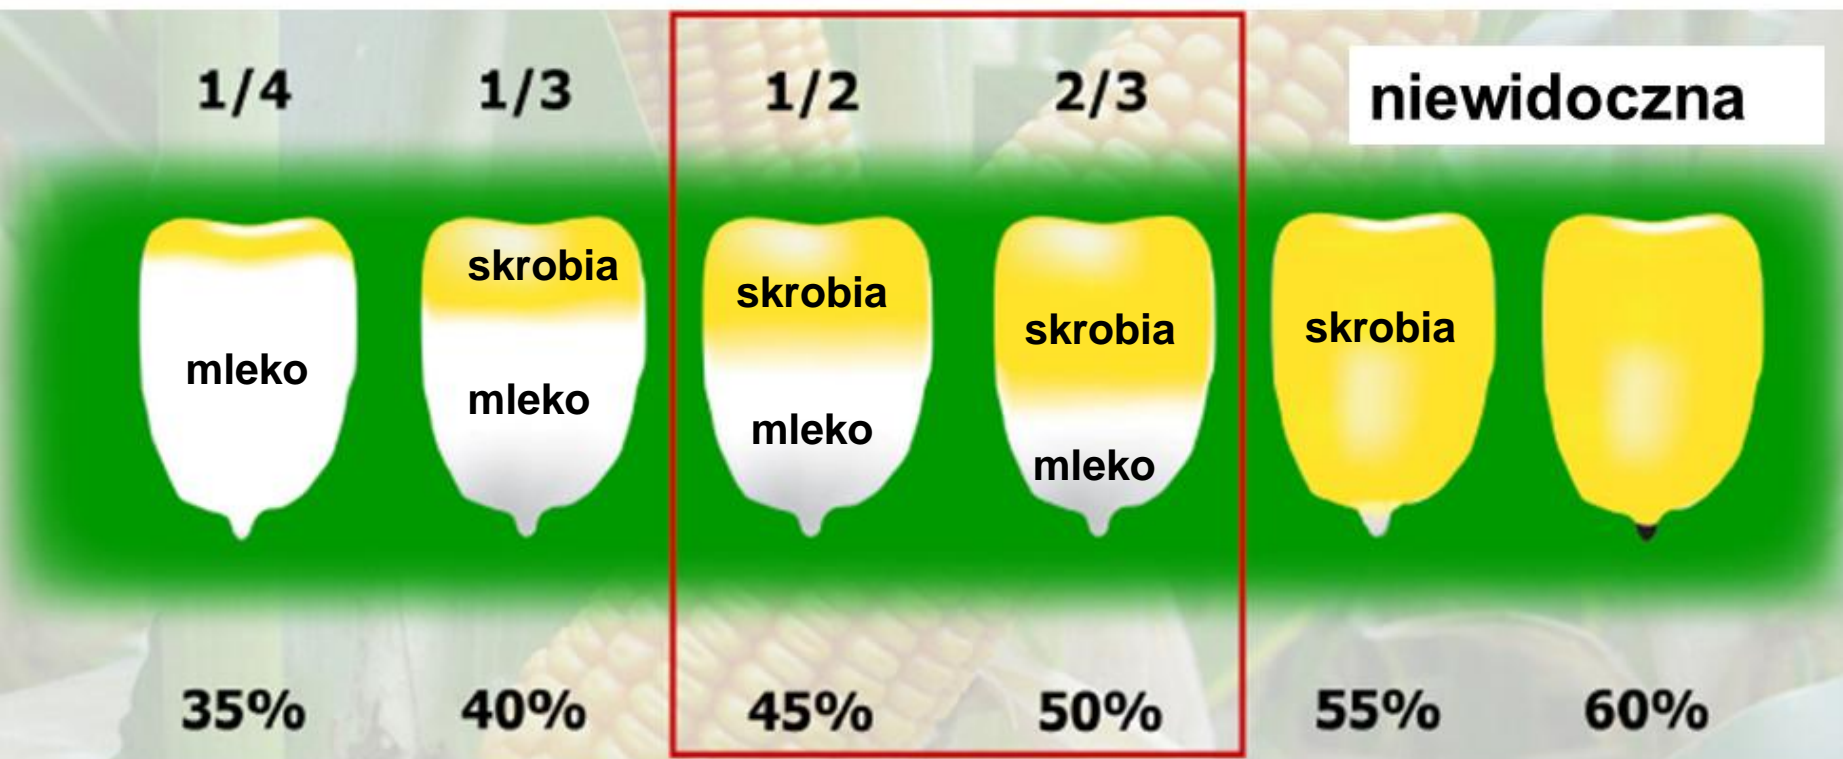 1/4 1/3 1/2 2/3 niewidoczna
skrobia skrobia skrobia skrobia
mleko mleko mleko mleko
35% 40% 45% 50% 55% 60%